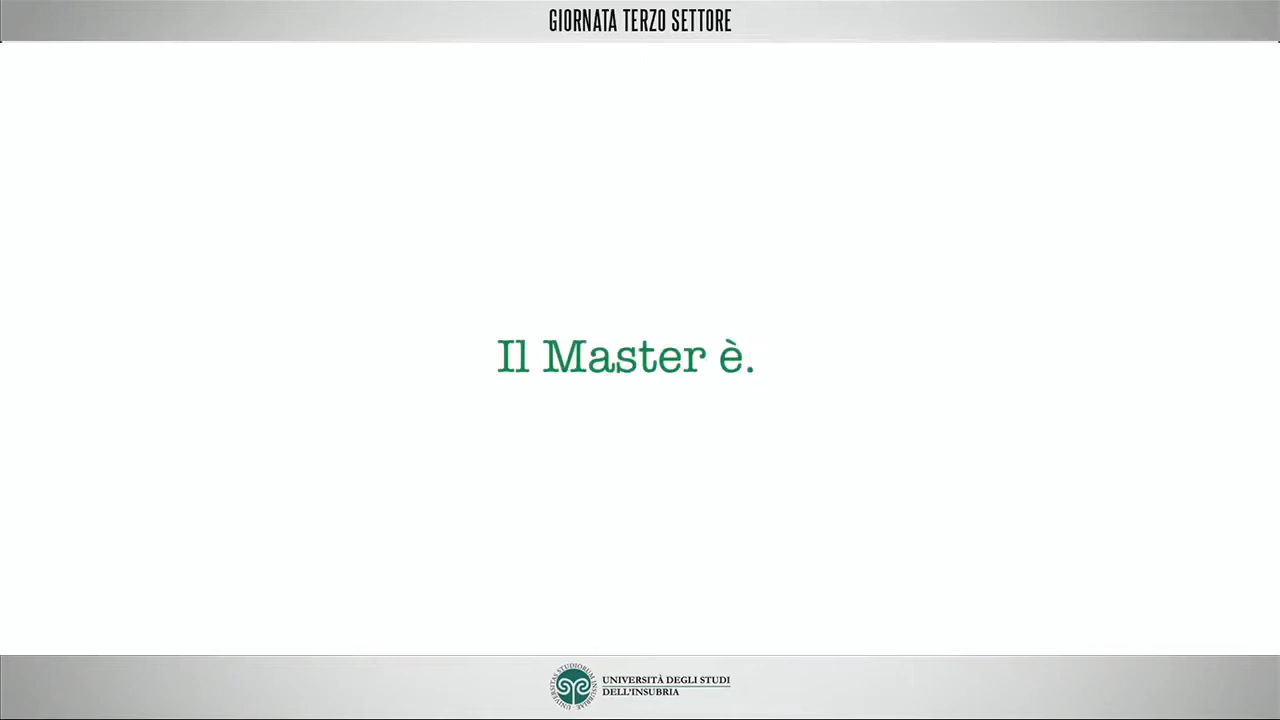 GIORNATA TERZO SETTORE
Il Master è.
UNIVERSITÀ DEGLI STUDI
DELL'INSUBRIA